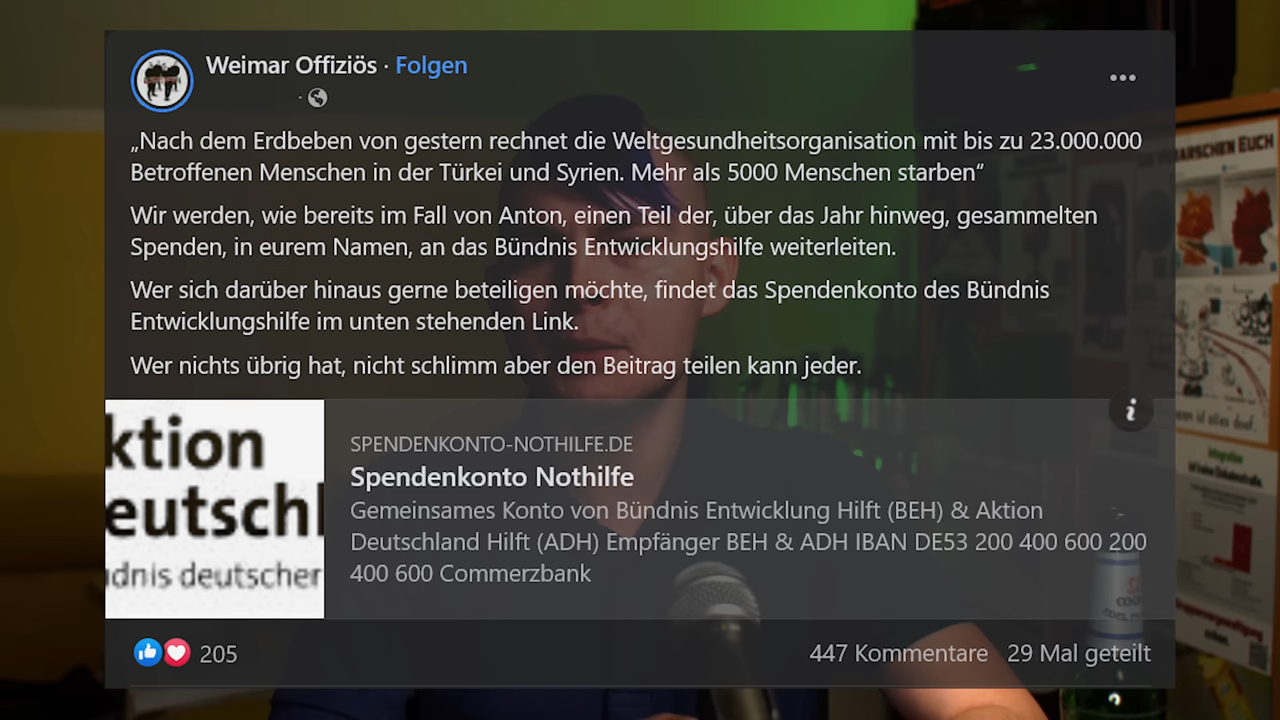 Weimar Offiziös · Folgen
„Nach dem Erdbeben von gestern rechnet die Weltgesundheitsorganisation mit bis zu 23.000.000
Betroffenen Menschen in der Türkei und Syrien. Mehr als 5000 Menschen starben“
Wir werden, wie bereits im Fall von Anton, einen Teil der, über das Jahr hinweg, gesammelten
Spenden, in eurem Namen, an das Bündnis Entwicklungshilfe weiterleiten.
Wer sich darüber hinaus gerne beteiligen möchte, findet das Spendenkonto des Bündnis
Entwicklungshilfe im unten stehenden Link.
Wer nichts übrig hat, nicht schlimm aber den Beitrag teilen kann jeder.
ktion
eutschl
ndnis deutscher
SPENDENKONTO-NOTHILFE.DE
Spendenkonto Nothilfe
Gemeinsames Konto von Bündnis Entwicklung Hilft (BEH) & Aktion
Deutschland Hilft (ADH) Empfänger BEH & ADH IBAN DE53 200 400 600 200
400 600 Commerzbank
205
447 Kommentare 29 Mal geteilt
EUCH